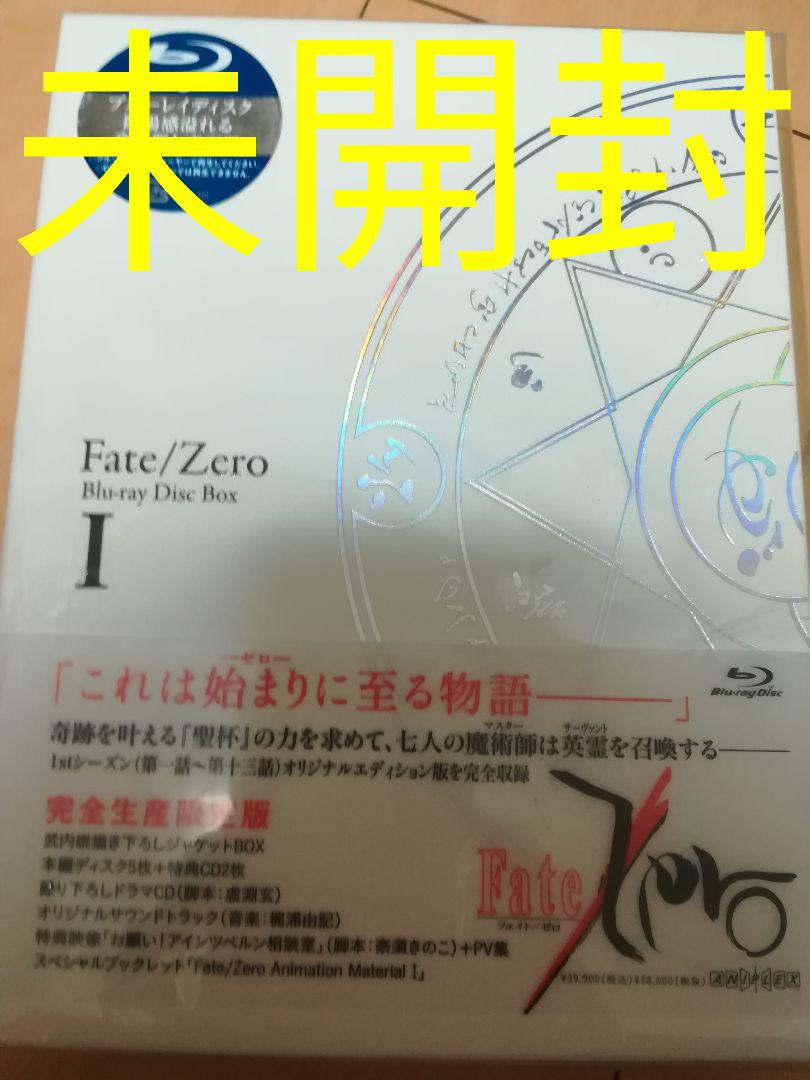 未開封
Fate/Zero
Blu-ray Disc Box
I
ゼロ
「これは始まりに至る物語―――」
Blu-ray Disc
マスター サーヴァント
奇跡を叶える『聖杯』の力を求めて、七人の魔術師は英霊を召喚する―――
1stシーズン(第一話～第十三話)オリジナルエディション版を完全収録
完全生産限定版
武内崇描き下ろしジャケットBOX
本編ディスク5枚+特典CD2枚
録り下ろしドラマCD(脚本:虚淵玄)
オリジナルサウンドトラック(音楽:梶浦由記)
特典映像「お願い!アインツベルン相談室」(脚本:奈須きのこ)+PV集
スペシャルブックレット「Fate/Zero Animation Material I」
Fate/Zero
フェイト/ゼロ
¥39,900(税込)¥38,000(税抜)
ANIPLEX